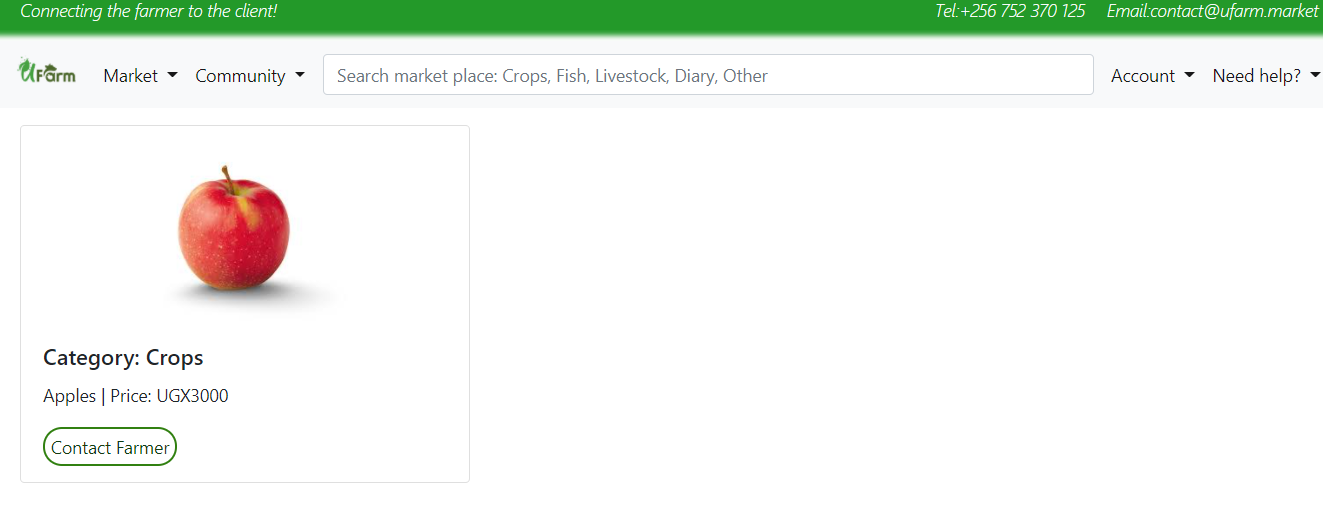 Connecting the farmer to the client! Tel:+256 752 370 125 Email:contact@ufarm.market
UFarm Market Community Search market place: Crops, Fish, Livestock, Diary, Other Account Need help?
Category: Crops
Apples | Price: UGX3000
Contact Farmer